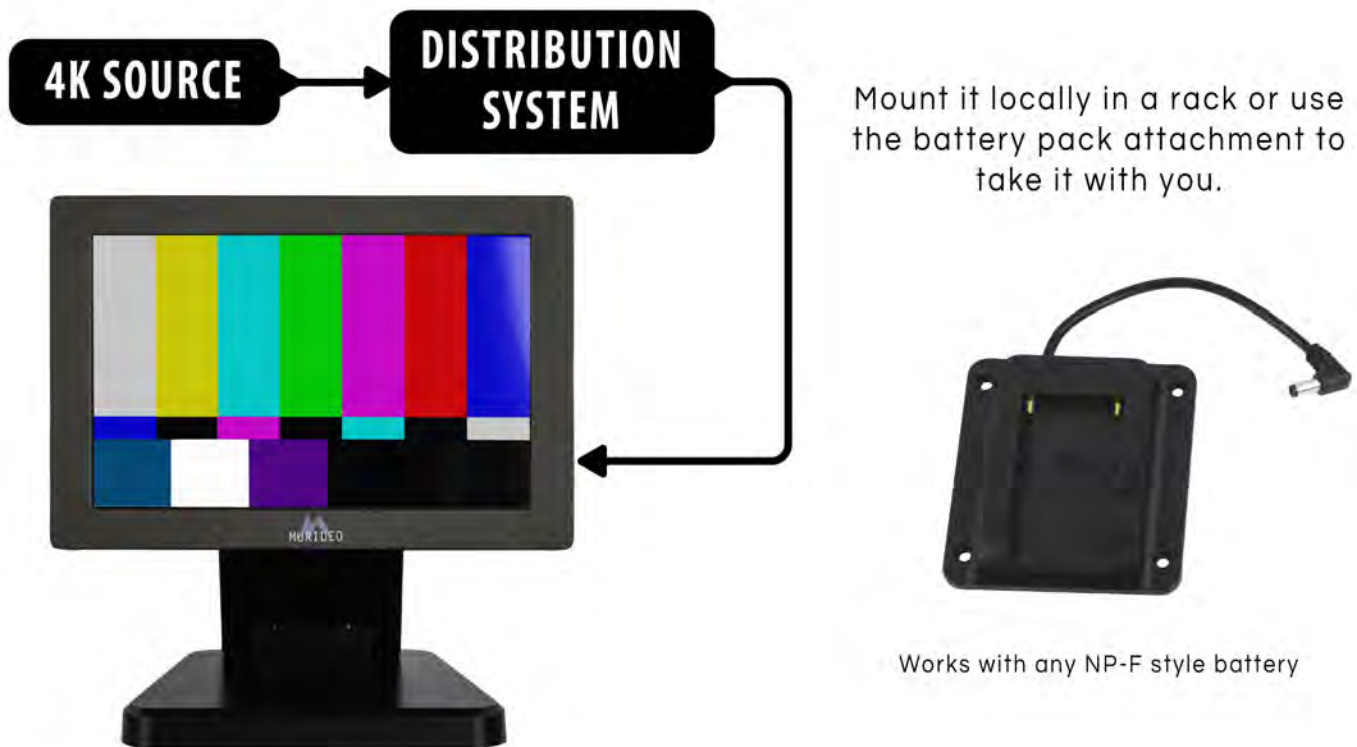 4K SOURCE
DISTRIBUTION
SYSTEM
Mount it locally in a rack or use
the battery pack attachment to
take it with you.
MURIDEO
Works with any NP-F style battery